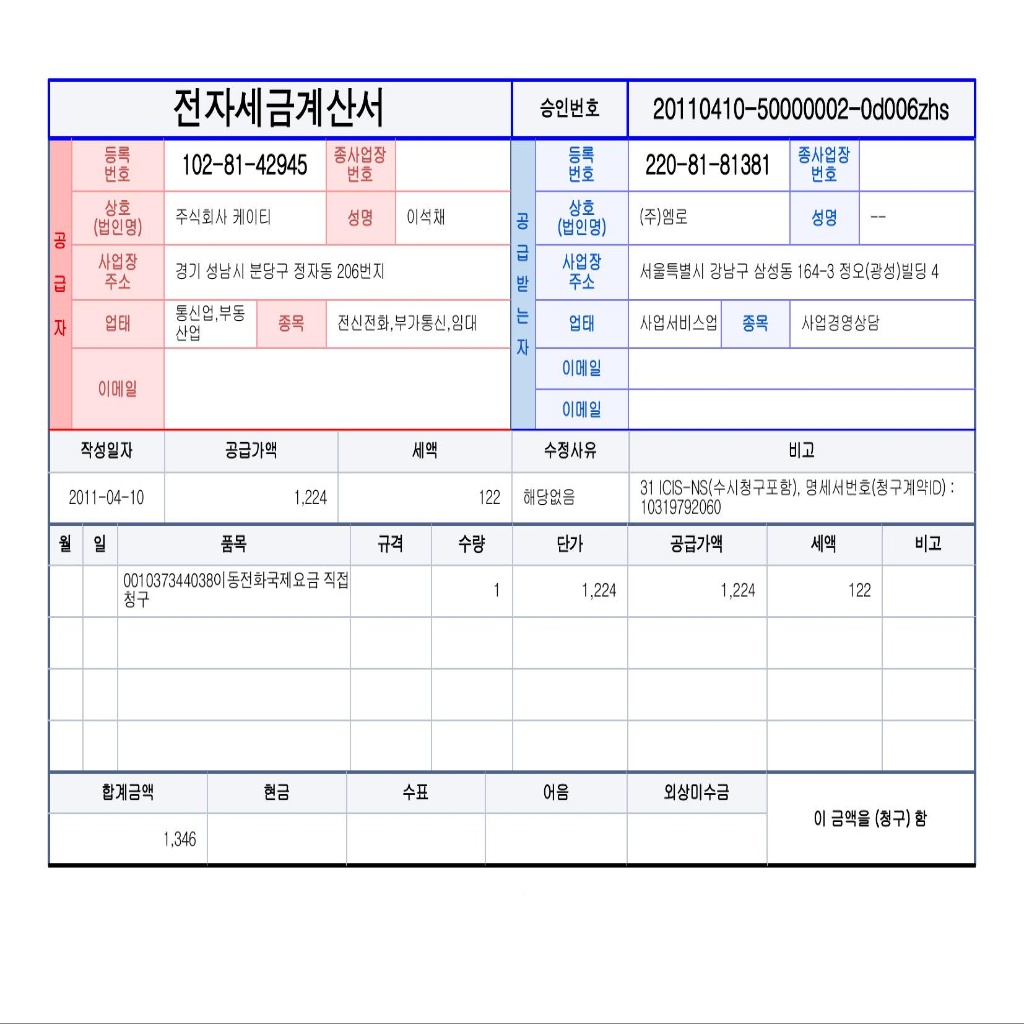 전자세금계산서 승인번호 20110410-50000002-0d006zhs
공급자
등록번호 102-81-42945 종사업장번호
상호(법인명) 주식회사 케이티 성명 이석채
사업장주소 경기 성남시 분당구 정자동 206번지
업태 통신업,부동산업 종목 전신전화,부가통신,임대
이메일
공급받는자
등록번호 220-81-81381 종사업장번호
상호(법인명) (주)엠로 성명 --
사업장주소 서울특별시 강남구 삼성동 164-3 정오(광성)빌딩 4
업태 사업서비스업 종목 사업경영상담
이메일
이메일
작성일자 공급가액 세액 수정사유 비고
2011-04-10 1,224 122 해당없음 31 ICIS-NS(수시청구포함), 명세서번호(청구계약ID) :
10319792060
월 일 품목 규격 수량 단가 공급가액 세액 비고
001037344038이동전화국제요금 직접
청구 1 1,224 1,224 122
합계금액 현금 수표 어음 외상미수금
1,346
이 금액을 (청구) 함